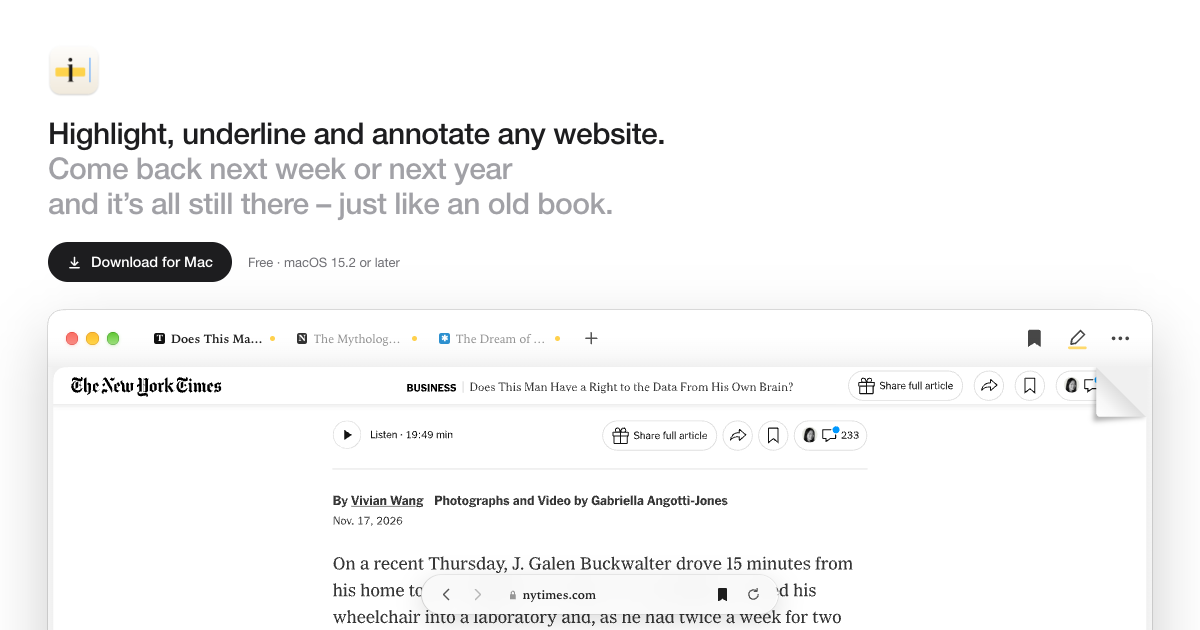 i
Highlight, underline and annotate any website.
Come back next week or next year
and it's all still there – just like an old book.
Download for Mac
Free · macOS 15.2 or later
T Does This Ma...
N The Mytholog...
The Dream of ...
The New York Times
BUSINESS | Does This Man Have a Right to the Data From His Own Brain?
Share full article
Listen · 19:49 min
Share full article
233
By Vivian Wang Photographs and Video by Gabriella Angotti-Jones
Nov. 17, 2026
On a recent Thursday, J. Galen Buckwalter drove 15 minutes from
his home to
d his
nytimes.com
wheelchair into a laboratory and, as he had twice a week for two